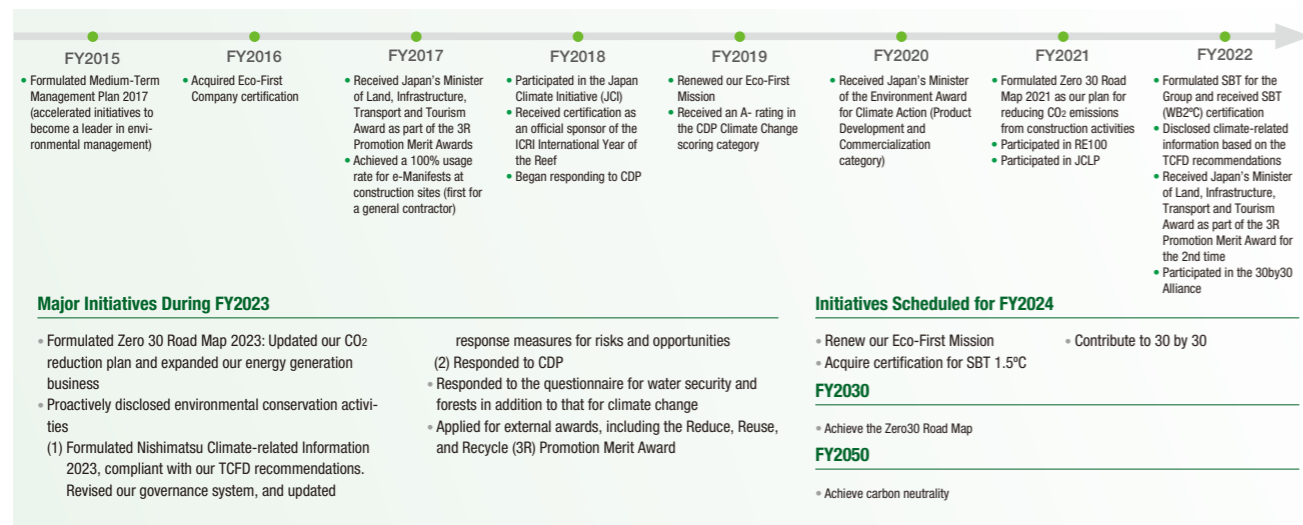 FY2015
• Formulated Medium-Term
Management Plan 2017
(accelerated initiatives to
become a leader in envi-
ronmental management)
FY2016
• Acquired Eco-First
Company certification
FY2017
• Received Japan's Minister
of Land, Infrastructure,
Transport and Tourism
Award as part of the 3R
Promotion Merit Awards
• Achieved a 100% usage
rate for e-Manifests at
construction sites (first for
a general contractor)
FY2018
• Participated in the Japan
Climate Initiative (JCI)
• Received certification as
an official sponsor of the
ICRI International Year of
the Reef
• Began responding to CDP
FY2019
• Renewed our Eco-First
Mission
• Received an A- rating in
the CDP Climate Change
scoring category
FY2020
• Received Japan's Minister
of the Environment Award
for Climate Action (Product
Development and
Commercialization
category)
FY2021
• Formulated Zero 30 Road
Map 2021 as our plan for
reducing CO2 emissions
from construction activities
• Participated in RE100
• Participated in JCLP
FY2022
• Formulated SBT for the
Group and received SBT
(WB2ºC) certification
• Disclosed climate-related
information based on the
TCFD recommendations
• Received Japan's Minister
of Land, Infrastructure,
Transport and Tourism
Award as part of the 3R
Promotion Merit Award for
the 2nd time
• Participated in the 30by30
Alliance
Major Initiatives During FY2023
• Formulated Zero 30 Road Map 2023: Updated our CO2
reduction plan and expanded our energy generation
business
• Proactively disclosed environmental conservation activi-
ties
(1) Formulated Nishimatsu Climate-related Information
2023, compliant with our TCFD recommendations.
Revised our governance system, and updated
response measures for risks and opportunities
(2) Responded to CDP
• Responded to the questionnaire for water security and
forests in addition to that for climate change
• Applied for external awards, including the Reduce, Reuse,
and Recycle (3R) Promotion Merit Award
Initiatives Scheduled for FY2024
• Renew our Eco-First Mission
• Acquire certification for SBT 1.5ºC
• Contribute to 30 by 30
FY2030
• Achieve the Zero30 Road Map
FY2050
• Achieve carbon neutrality